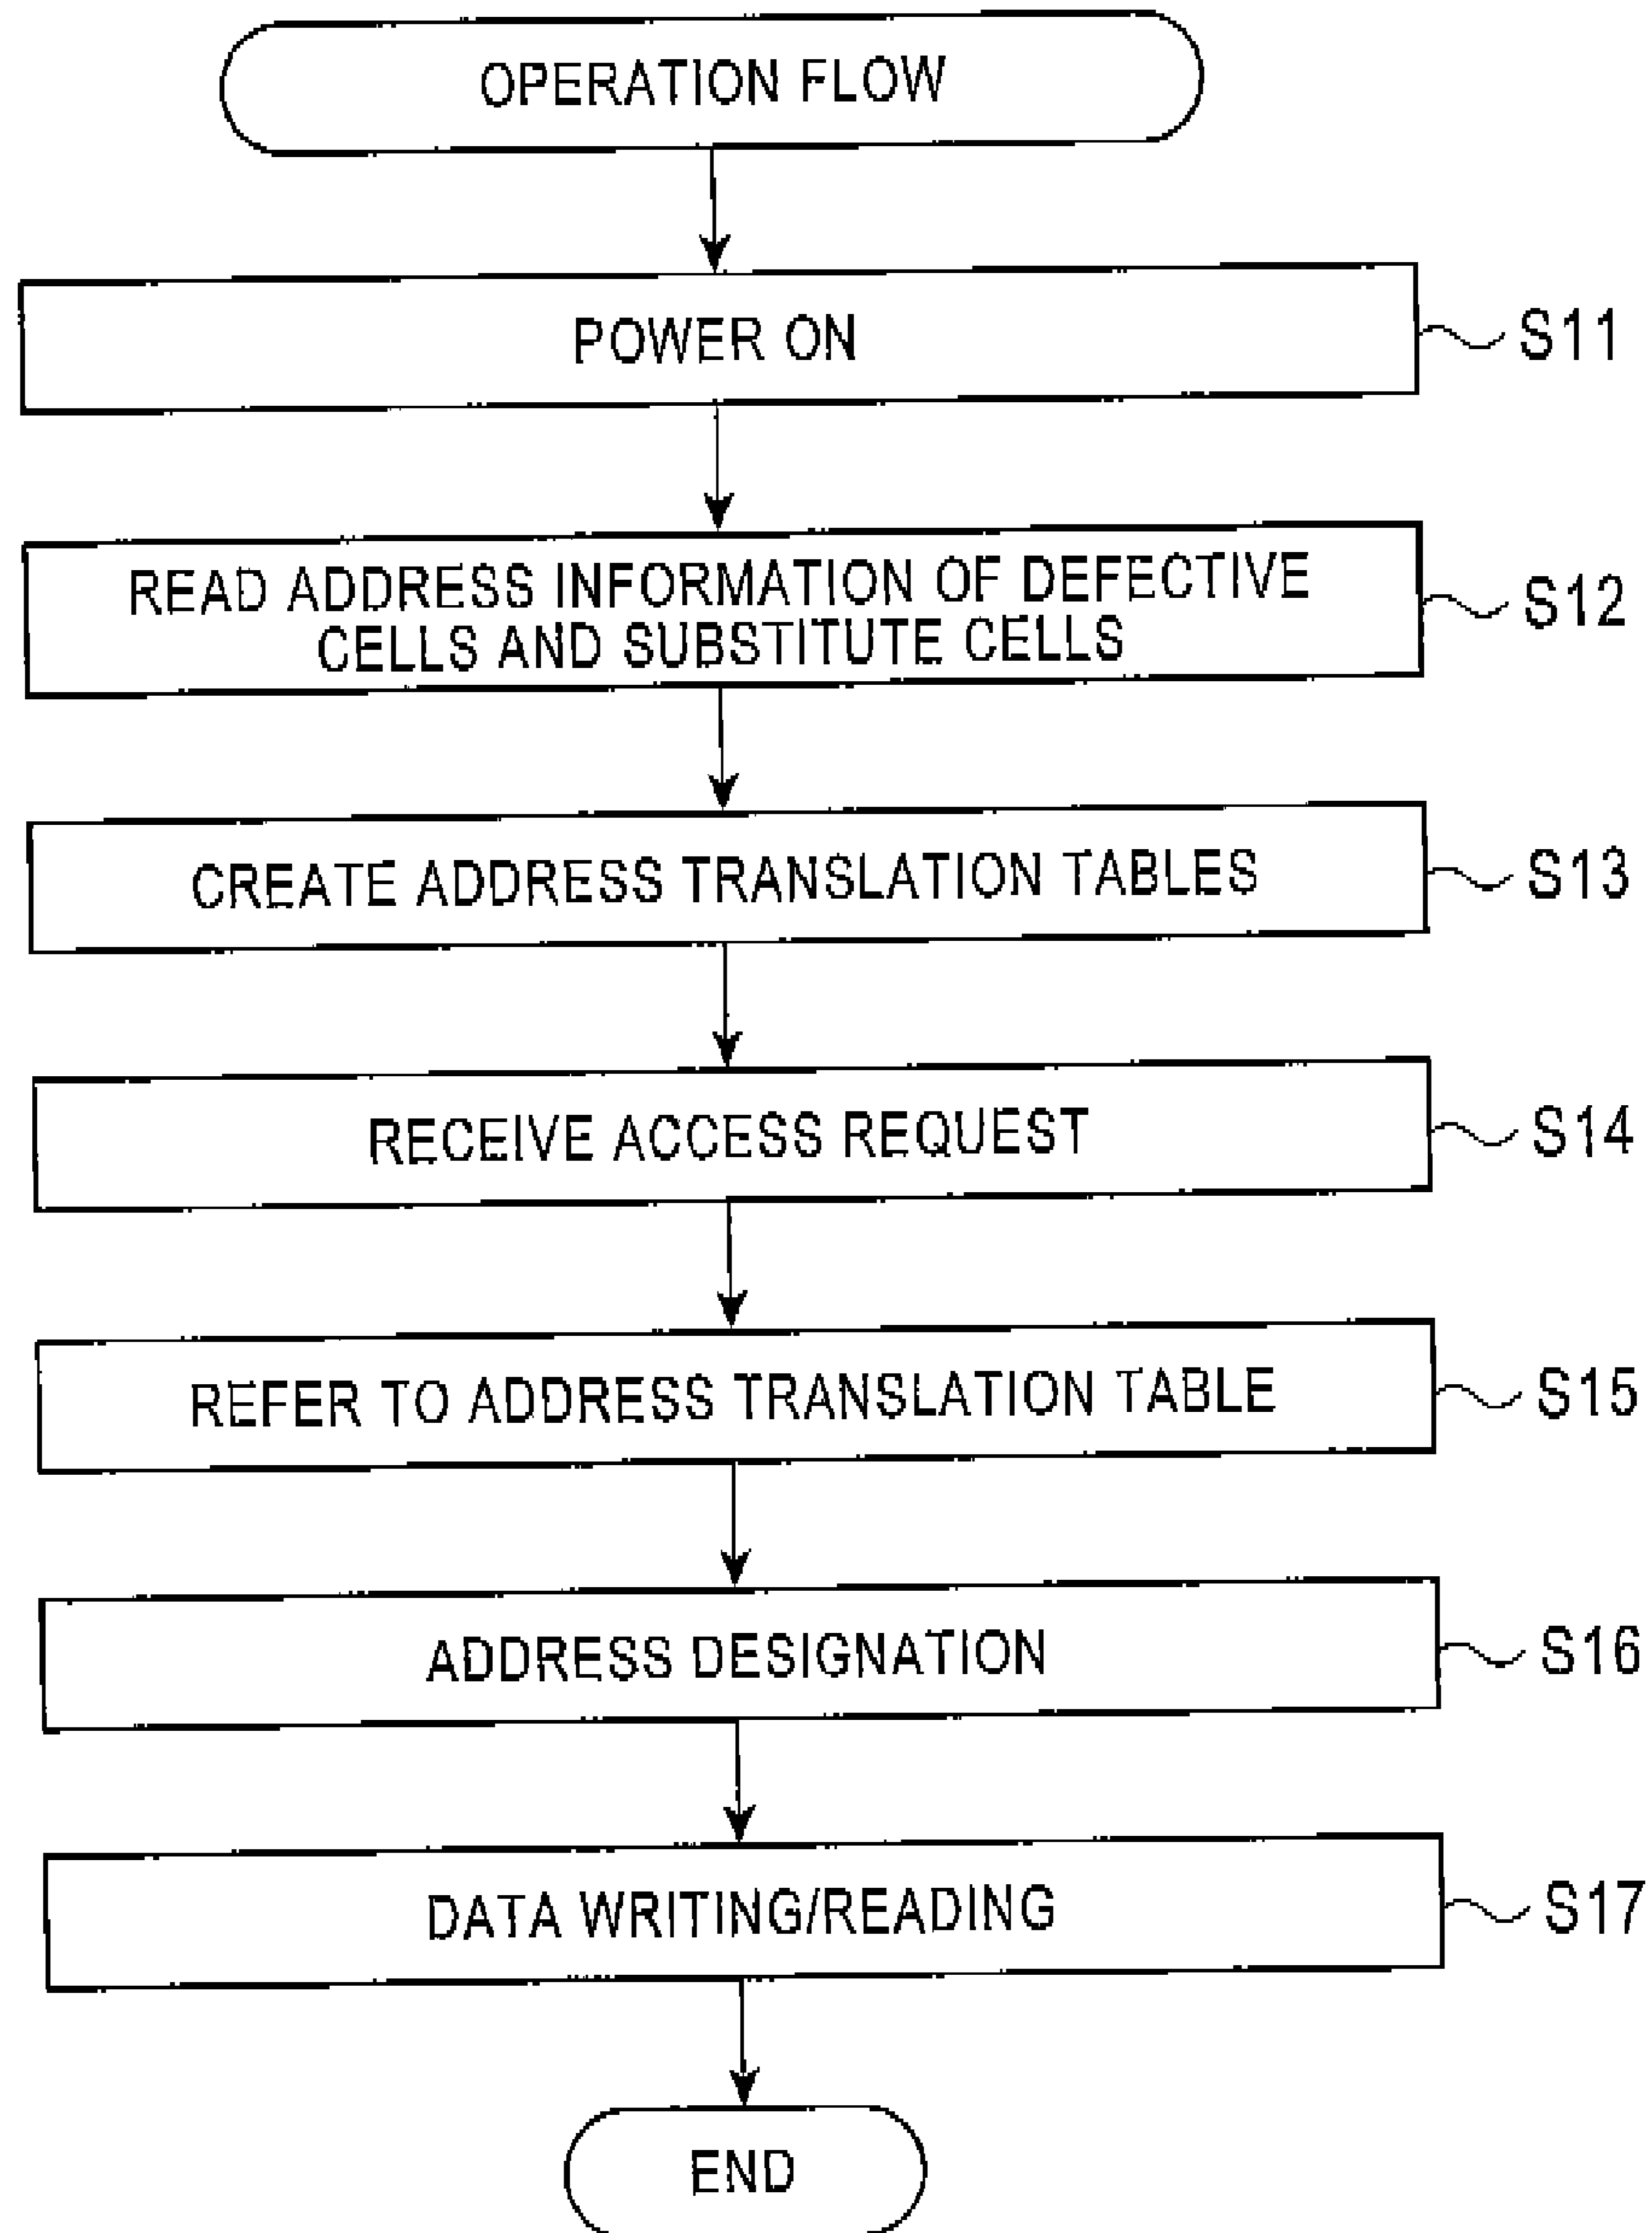 OPERATION FLOW
POWER ON
S11
READ ADDRESS INFORMATION OF DEFECTIVE
CELLS AND SUBSTITUTE CELLS
S12
CREATE ADDRESS TRANSLATION TABLES
S13
RECEIVE ACCESS REQUEST
S14
REFER TO ADDRESS TRANSLATION TABLE
S15
ADDRESS DESIGNATION
S16
DATA WRITING/READING
S17
END